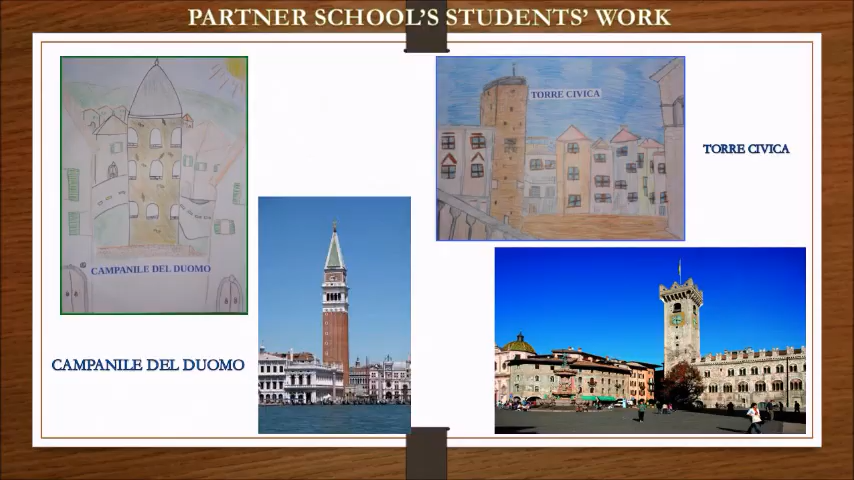 PARTNER SCHOOL'S STUDENTS' WORK
CAMPANILE DEL DUOMO
CAMPANILE DEL DUOMO
TORRE CIVICA
TORRE CIVICA